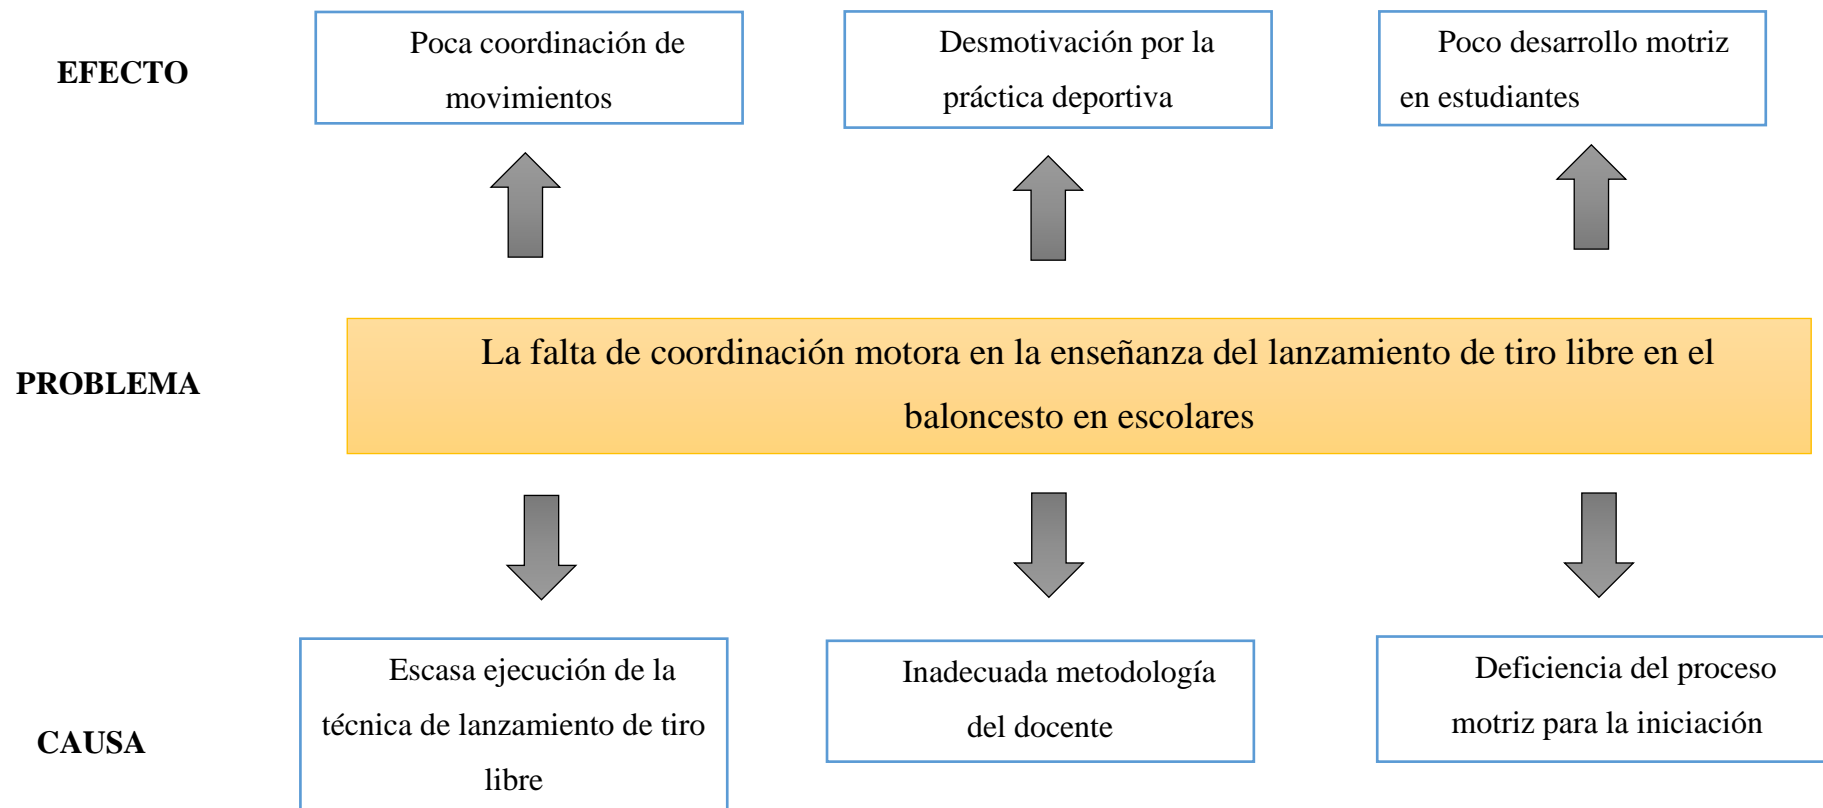 EFECTO
Poca coordinación de
movimientos
Desmotivación por la
práctica deportiva
Poco desarrollo motriz
en estudiantes
PROBLEMA
La falta de coordinación motora en la enseñanza del lanzamiento de tiro libre en el
baloncesto en escolares
CAUSA
Escasa ejecución de la
técnica de lanzamiento de tiro
libre
Inadecuada metodología
del docente
Deficiencia del proceso
motriz para la iniciación